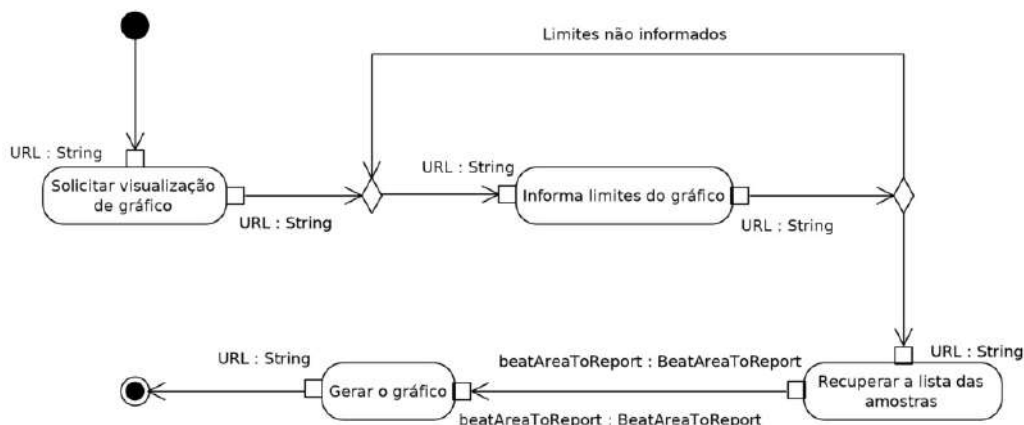 Limites não informados
URL : String
Solicitar visualização
de gráfico
URL : String
URL : String
Informa limites do gráfico
URL : String
URL : String
Recuperar a lista das
amostras
beatAreaToReport : BeatAreaToReport
beatAreaToReport : BeatAreaToReport
URL : String
Gerar o gráfico